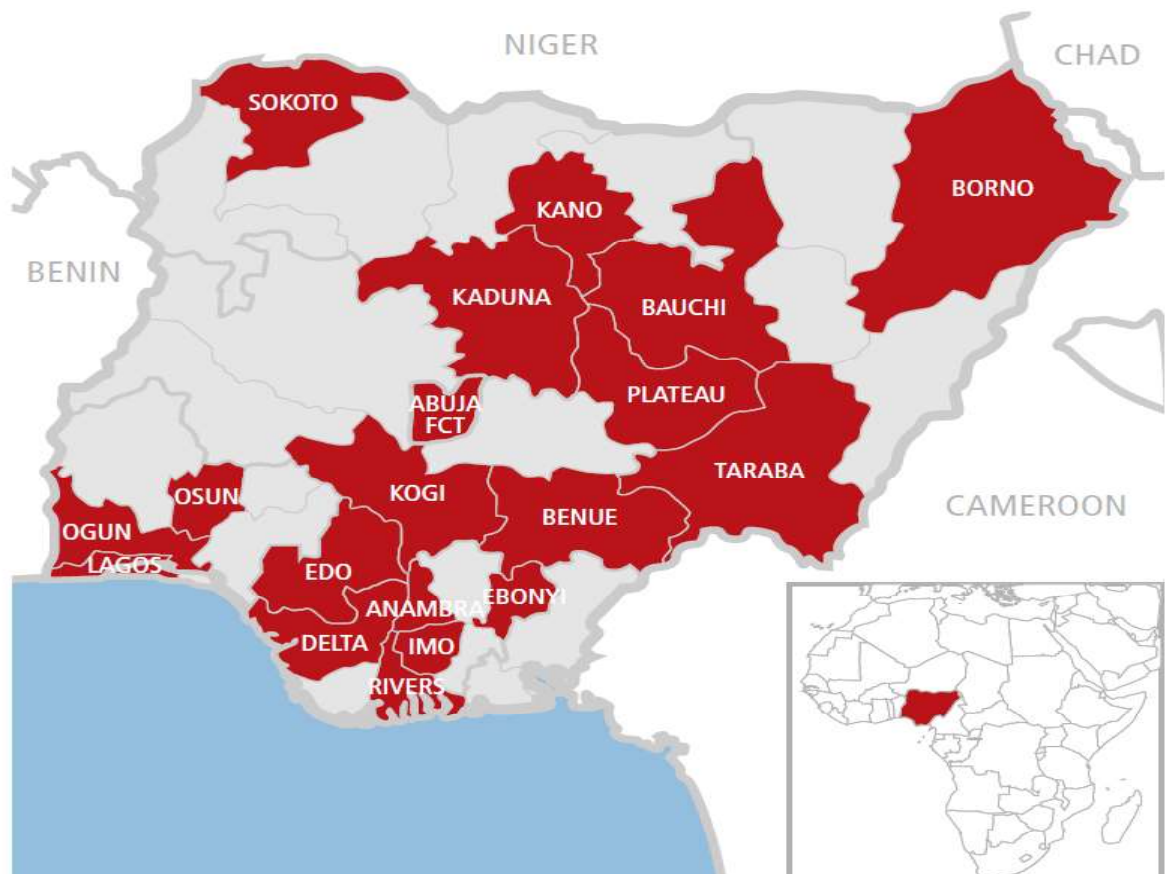 NIGER
CHAD
SOKOTO
BORNO
KANO
BENIN
KADUNA
BAUCHI
PLATEAU
ABUJA
FCT
TARABA
KOGI
OSUN
BENUE
CAMEROON
OGUN
LAGOS
EDO
EBONYI
ANAMBRA
DELTA
IMO
RIVERS